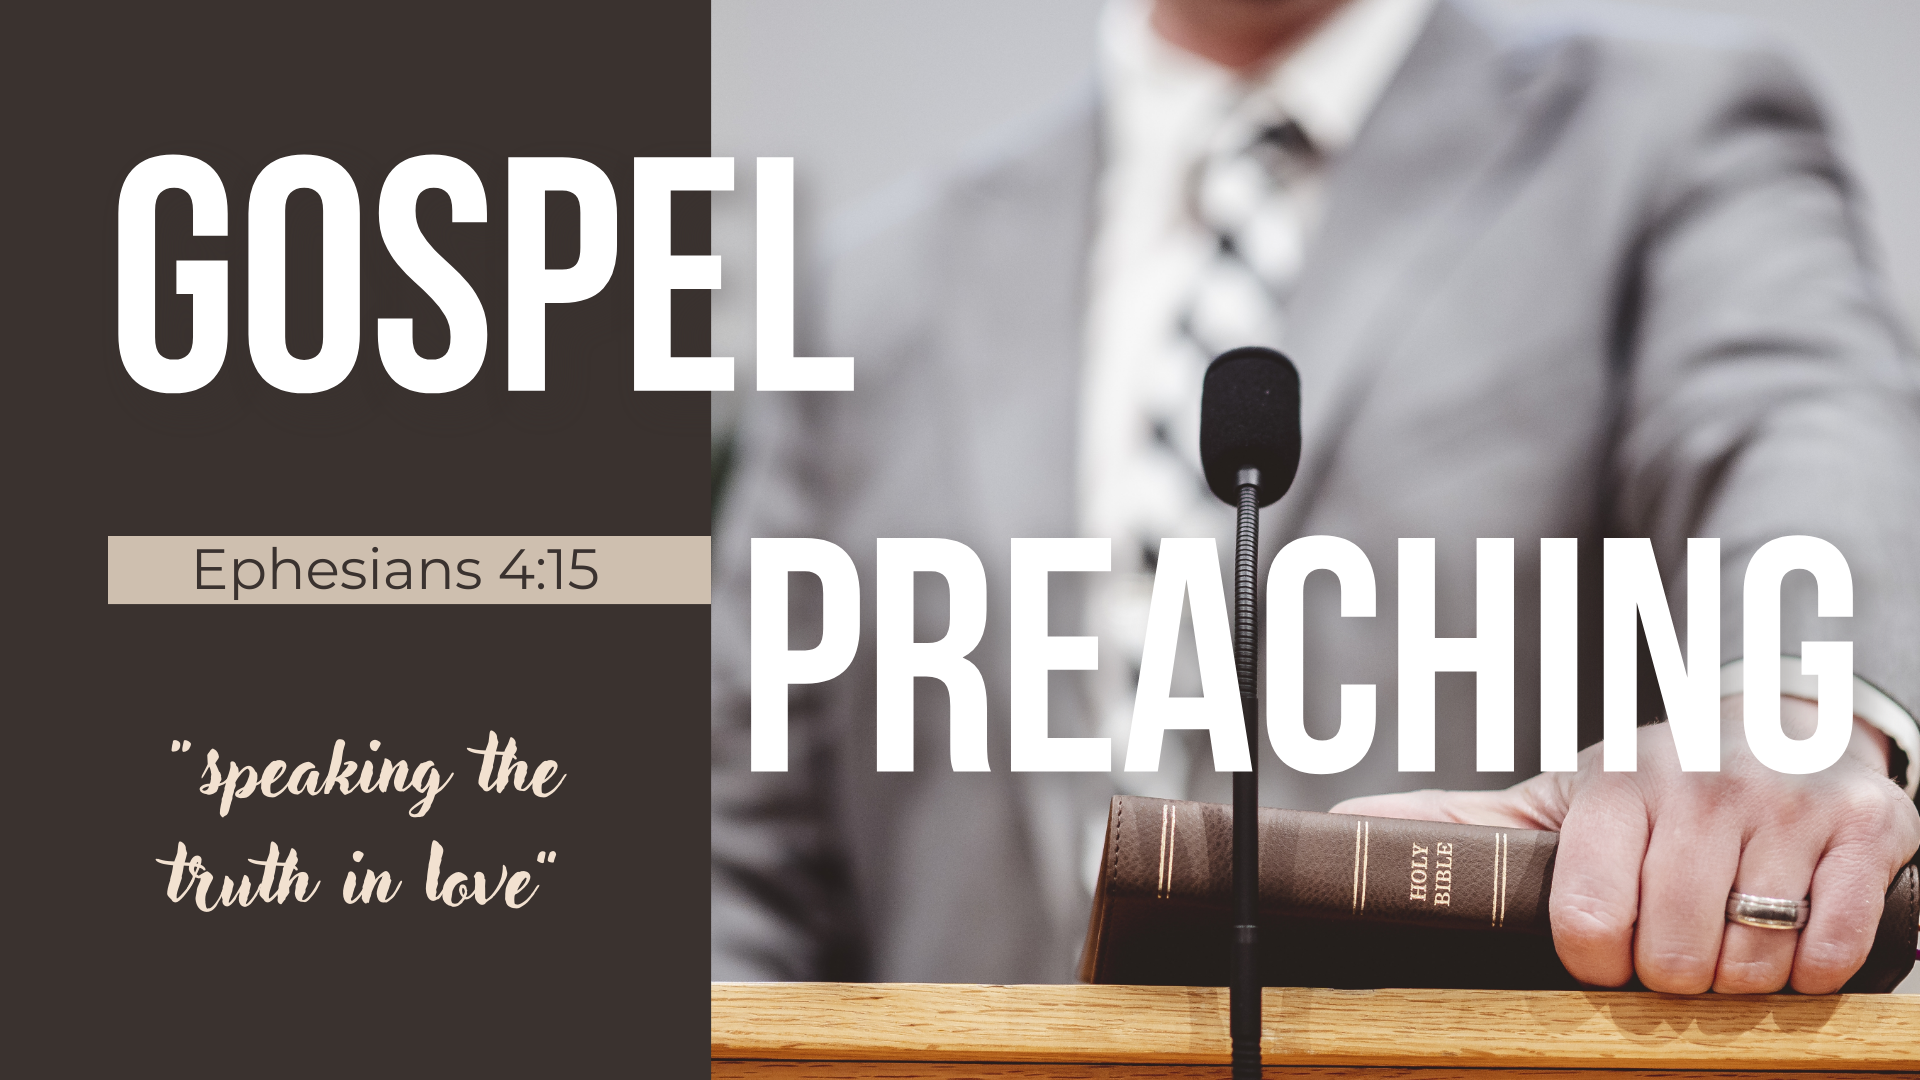 GOSPEL
Ephesians 4:15
PREACHING
"speaking the
truth in love"
HOLY
BIBLE